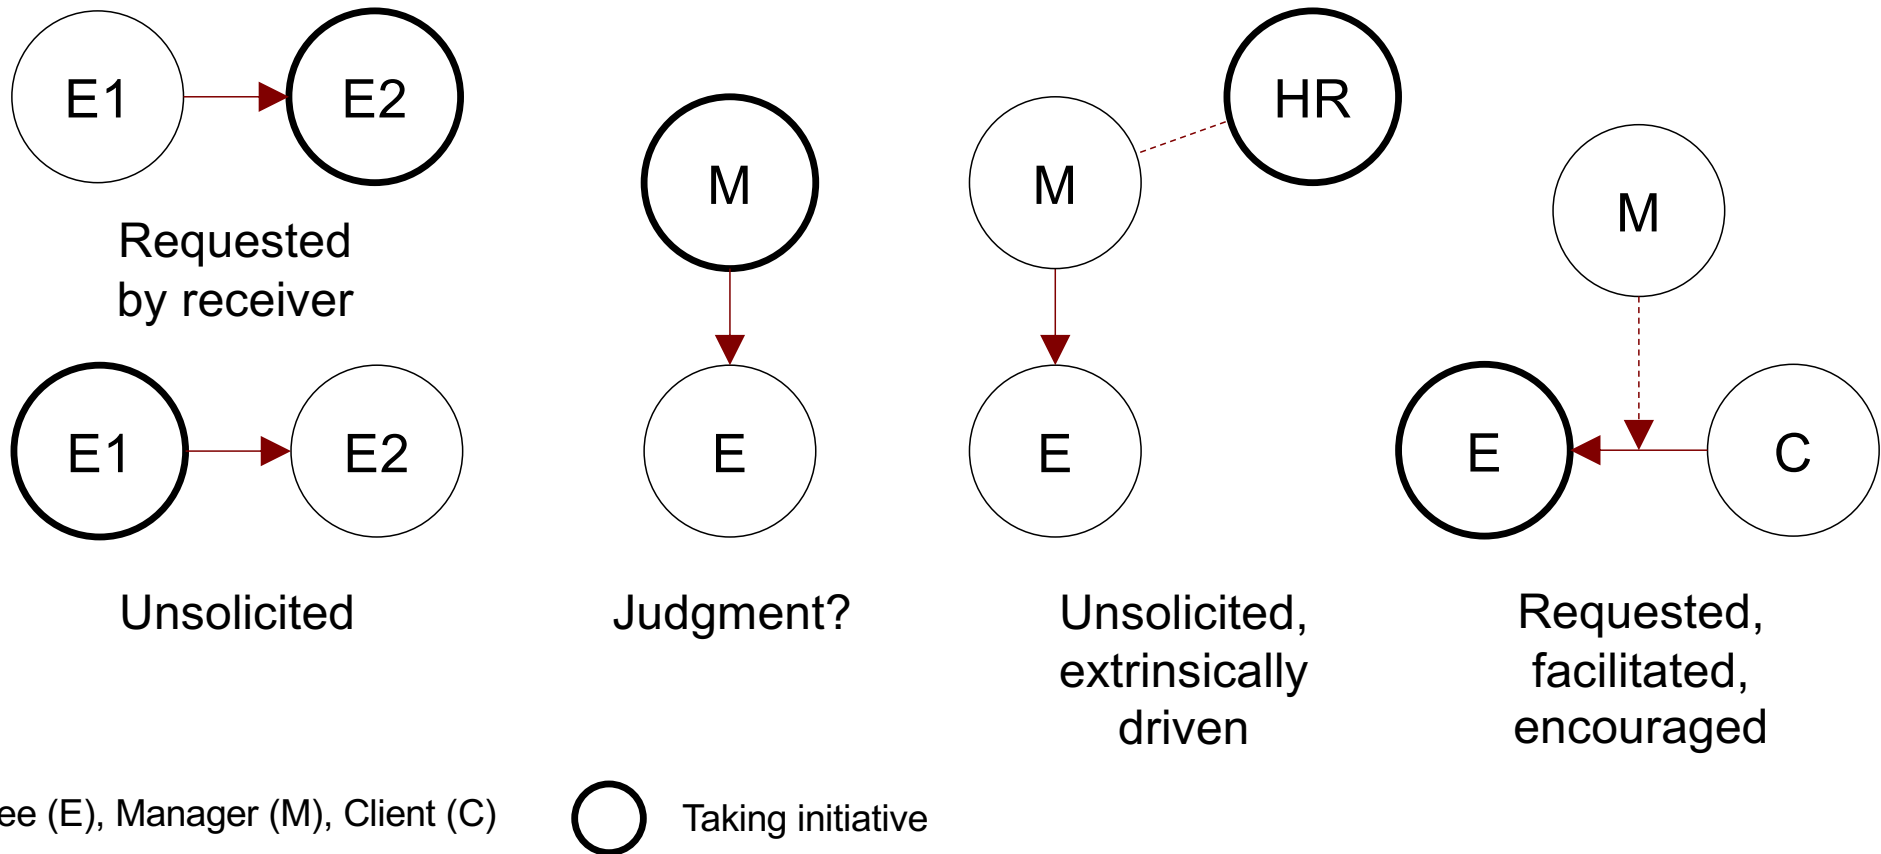 E1
E2
Requested
by receiver
E1
E2
Unsolicited
M
E
Judgment?
HR
M
E
Unsolicited,
extrinsically
driven
M
E
C
Requested,
facilitated,
encouraged
ee (E), Manager (M), Client (C)
Taking initiative